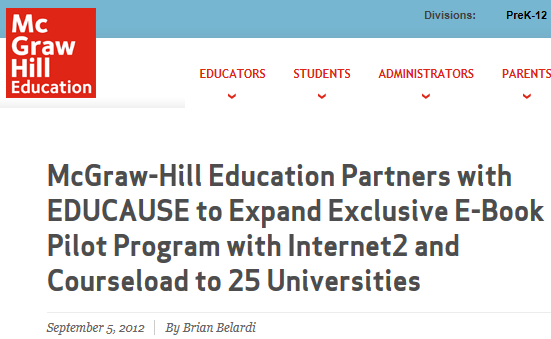 Mc
Graw
Hill
Education
Divisions: PreK-12
EDUCATORS STUDENTS ADMINISTRATORS PARENTS
McGraw-Hill Education Partners with
EDUCAUSE to Expand Exclusive E-Book
Pilot Program with Internet2 and
Courseload to 25 Universities
September 5, 2012 By Brian Belardi